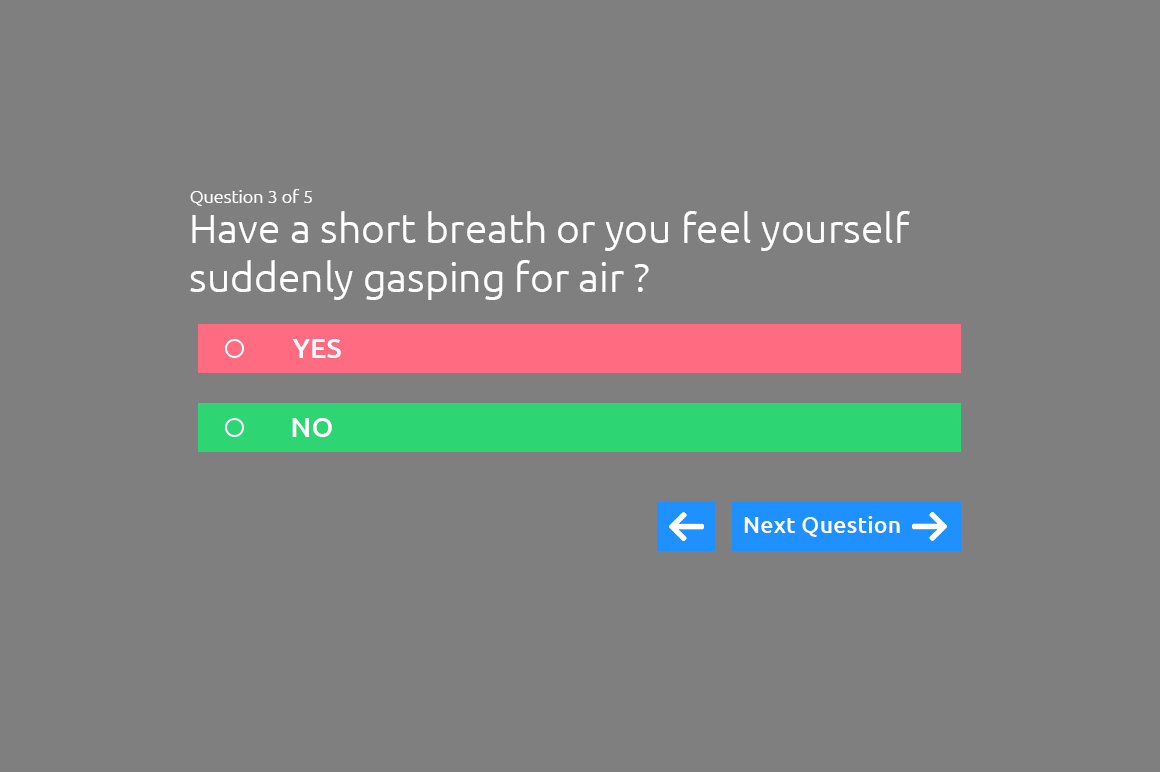 Question 3 of 5
Have a short breath or you feel yourself
suddenly gasping for air ?
YES
NO
Next Question